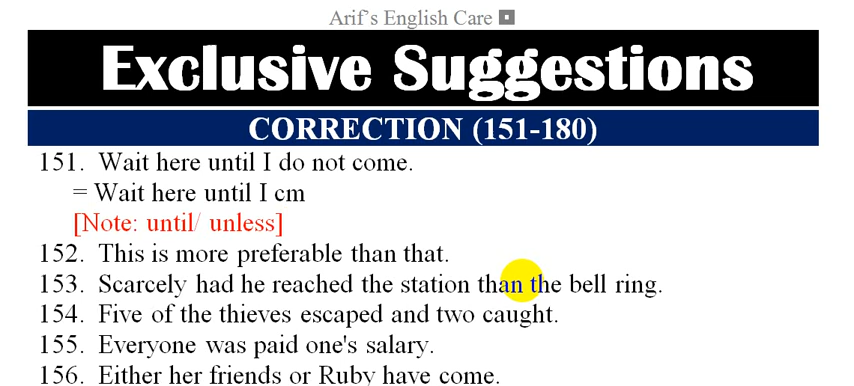 Arif's English Care
Exclusive Suggestions
CORRECTION (151-180)
151. Wait here until I do not come.
= Wait here until I cm
[Note: until/ unless]
152. This is more preferable than that.
153. Scarcely had he reached the station than the bell ring.
154. Five of the thieves escaped and two caught.
155. Everyone was paid one's salary.
156. Either her friends or Ruby have come.